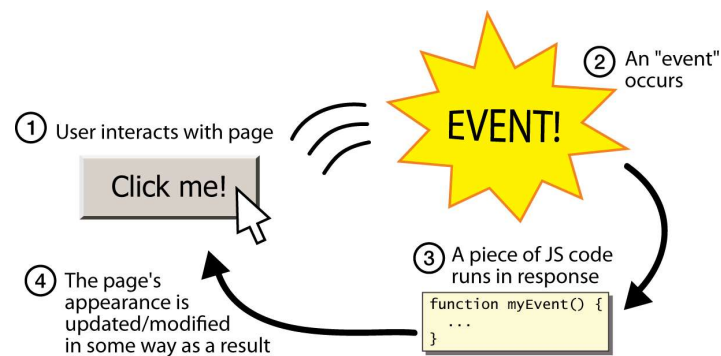 1 User interacts with page
Click me!
EVENT!
2 An "event"
occurs
3 A piece of JS code
runs in response
function myEvent() {
...
}
4 The page's
appearance is
updated/modified
in some way as a result